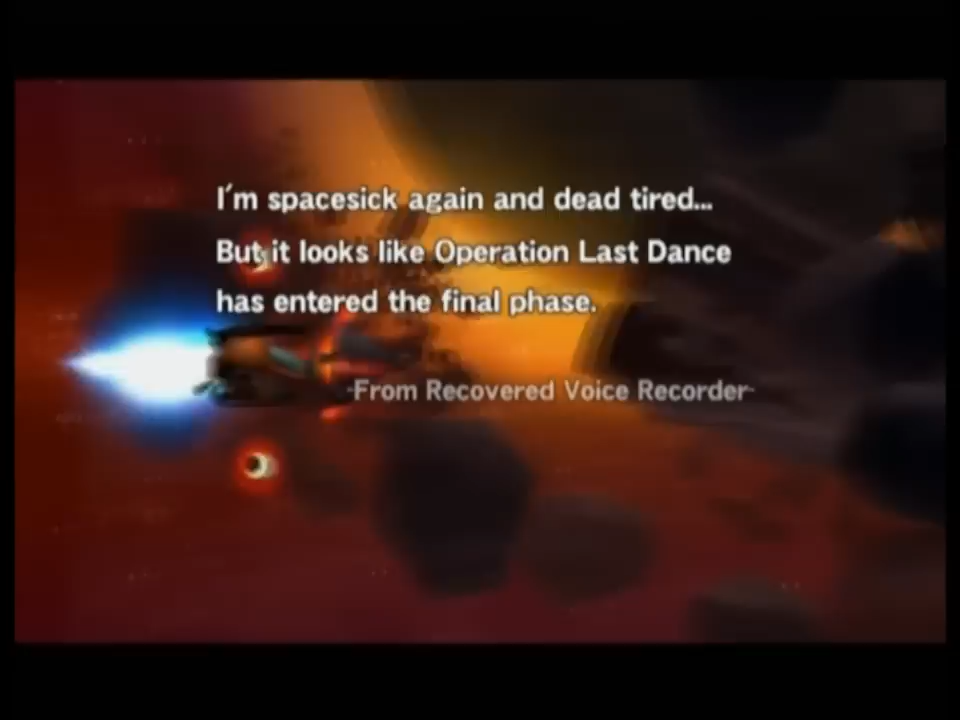 I'm spacesick again and dead tired...
But it looks like Operation Last Dance
has entered the final phase.
-From Recovered Voice Recorder-